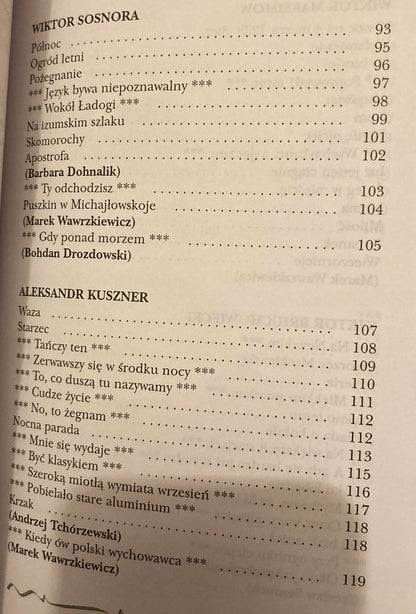 WIKTOR SOSNORA
Północ 93
Ogród letni 95
Pożegnanie 96
*** Język bywa niepoznawalny *** 97
*** Wokół Ładogi *** 98
Na izumskim szlaku 99
Skomorochy 101
Apostrofa 102
(Barbara Dohnalik)
*** Ty odchodzisz *** 103
Puszkin w Michajłowskoje 104
(Marek Wawrzkiewicz)
*** Gdy ponad morzem *** 105
(Bohdan Drozdowski)
ALEKSANDR KUSZNER
Waza 107
Starzec 108
*** Tańczy ten *** 109
*** Zerwawszy się w środku nocy *** 110
*** To, co duszą tu nazywamy *** 111
*** Cudze życie *** 112
*** No, to żegnam *** 112
Nocna parada 113
*** Mnie się wydaje *** 115
*** Być klasykiem *** 116
*** Szeroką miotłą wymiata wrzesień *** 117
*** Pobielało stare aluminium *** 118
Krzak 118
(Andrzej Tchórzewski)
*** Kiedy ów polski wychowawca *** 119
(Marek Wawrzkiewicz)